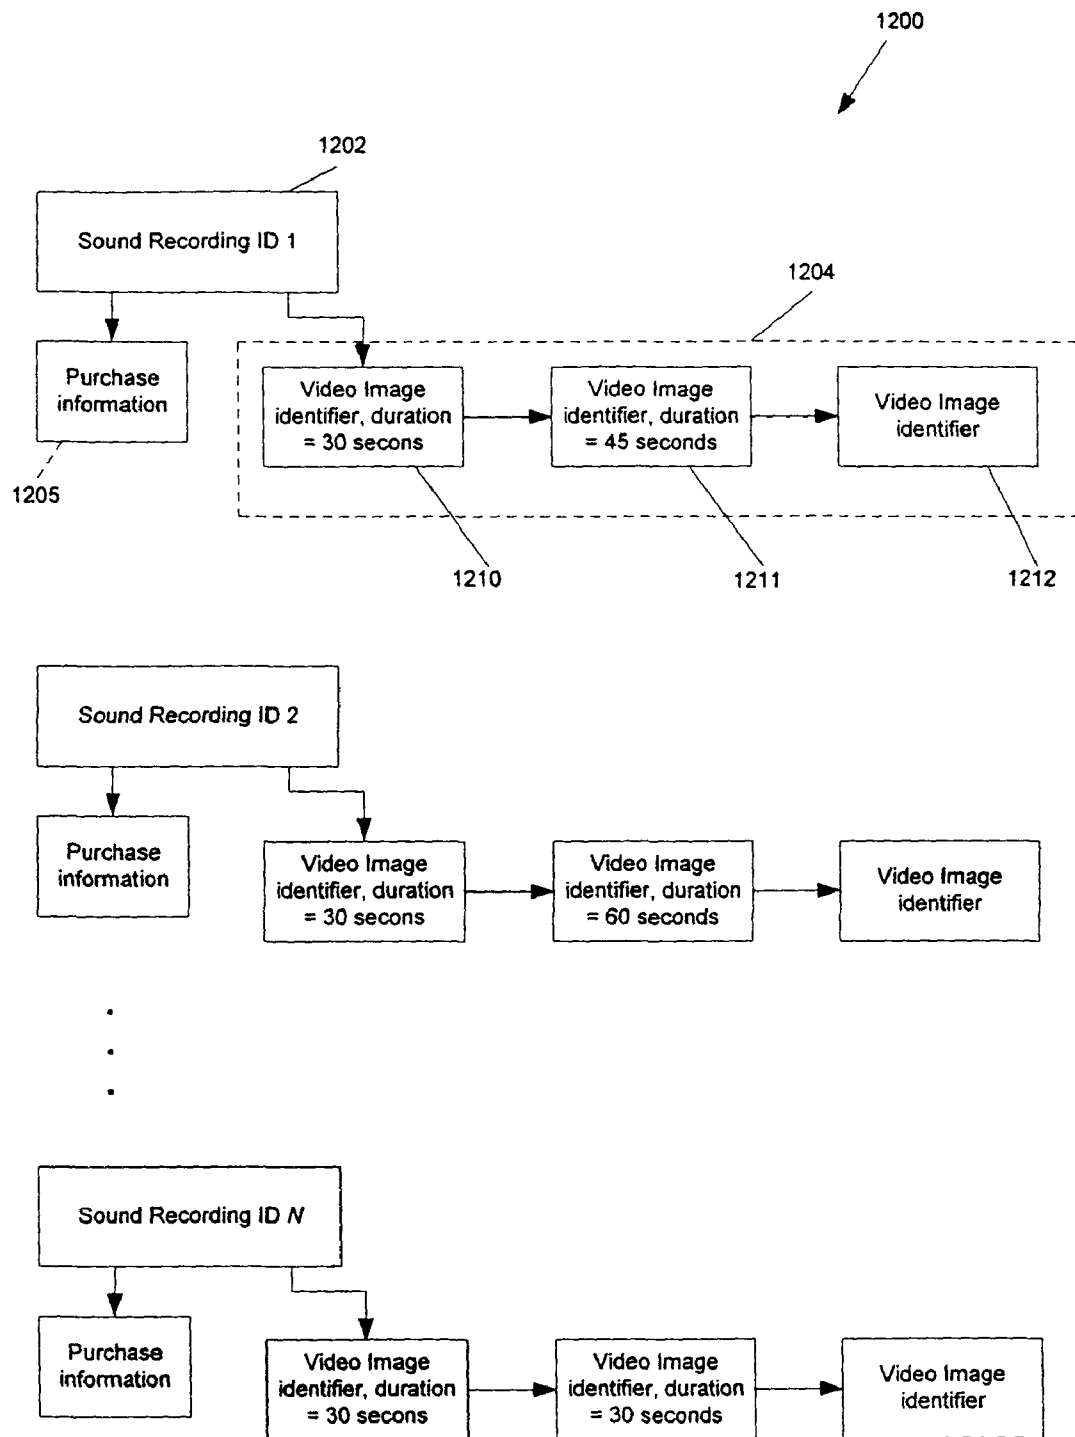 1200
1202
Sound Recording ID 1
1204
Purchase
information
Video Image
identifier, duration
= 30 secons
Video Image
identifier, duration
= 45 seconds
Video Image
identifier
1205
1210
1211
1212
Sound Recording ID 2
Purchase
information
Video Image
identifier, duration
= 30 secons
Video Image
identifier, duration
= 60 seconds
Video Image
identifier
Sound Recording ID N
Purchase
information
Video Image
identifier, duration
= 30 secons
Video Image
identifier, duration
= 30 seconds
Video Image
identifier